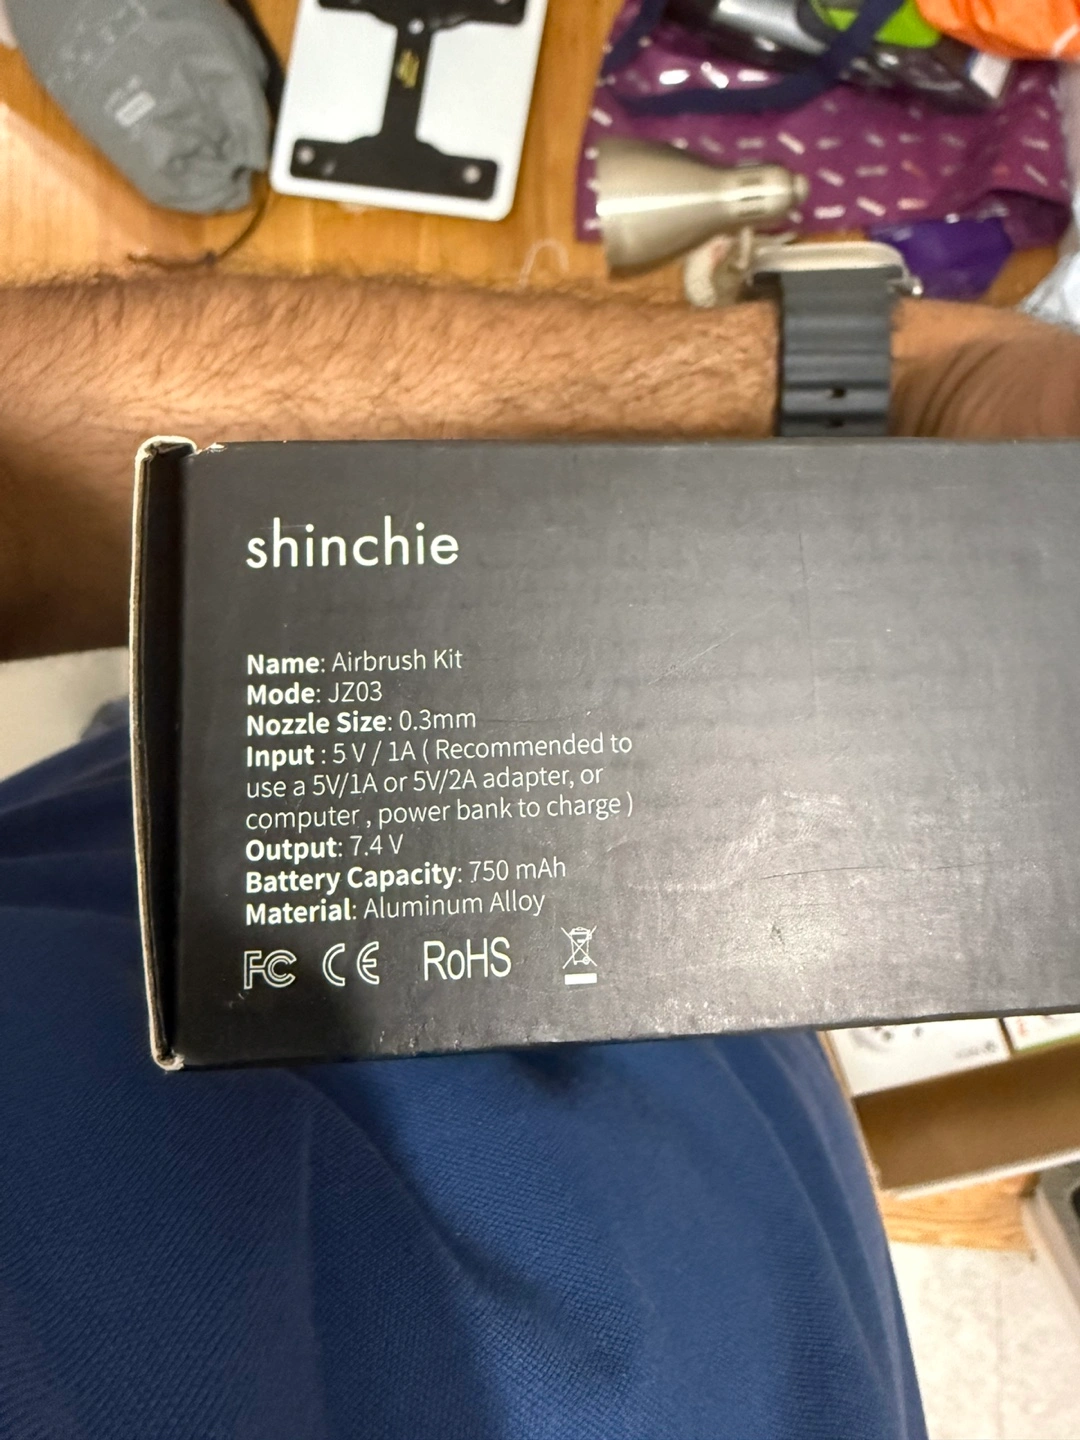 shinchie
Name: Airbrush Kit
Mode: JZ03
Nozzle Size: 0.3mm
Input : 5 V / 1A ( Recommended to
use a 5V/1A or 5V/2A adapter, or
computer , power bank to charge )
Output: 7.4 V
Battery Capacity: 750 mAh
Material: Aluminum Alloy
FC CE RoHS